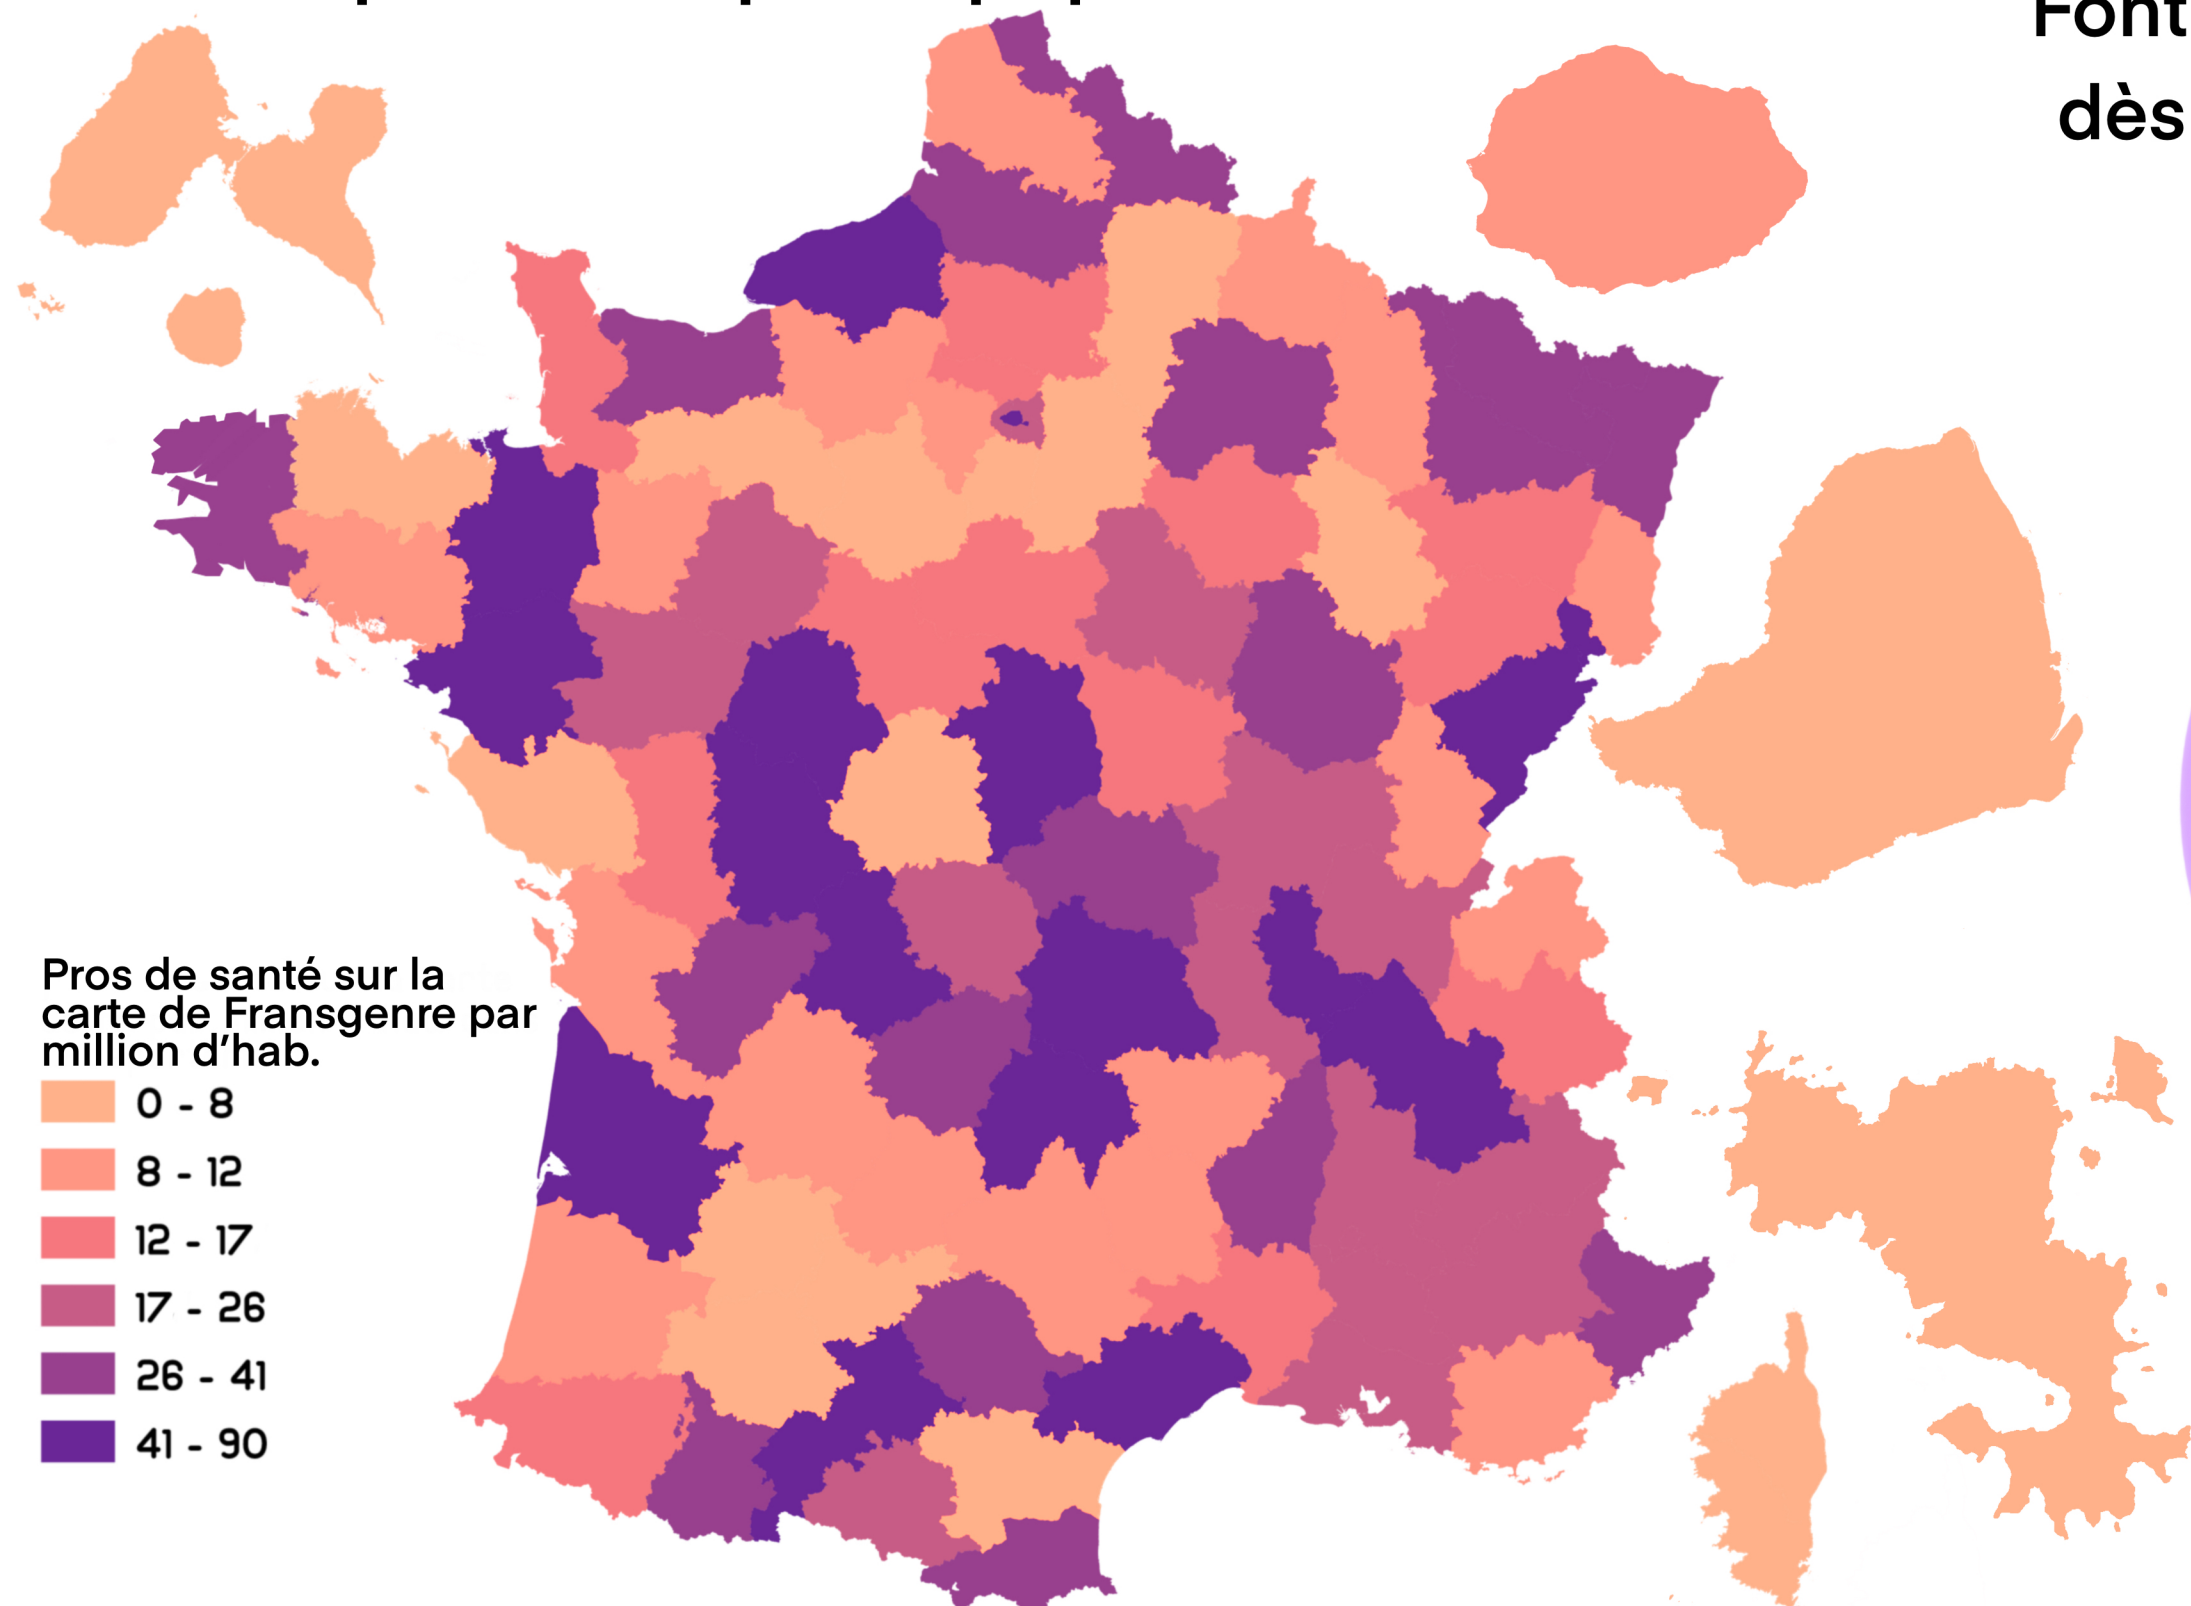 Font
dès
Pros de santé sur la
carte de Fransgenre par
million d’hab.
0 - 8
8 - 12
12 - 17
17 - 26
26 - 41
41 - 90